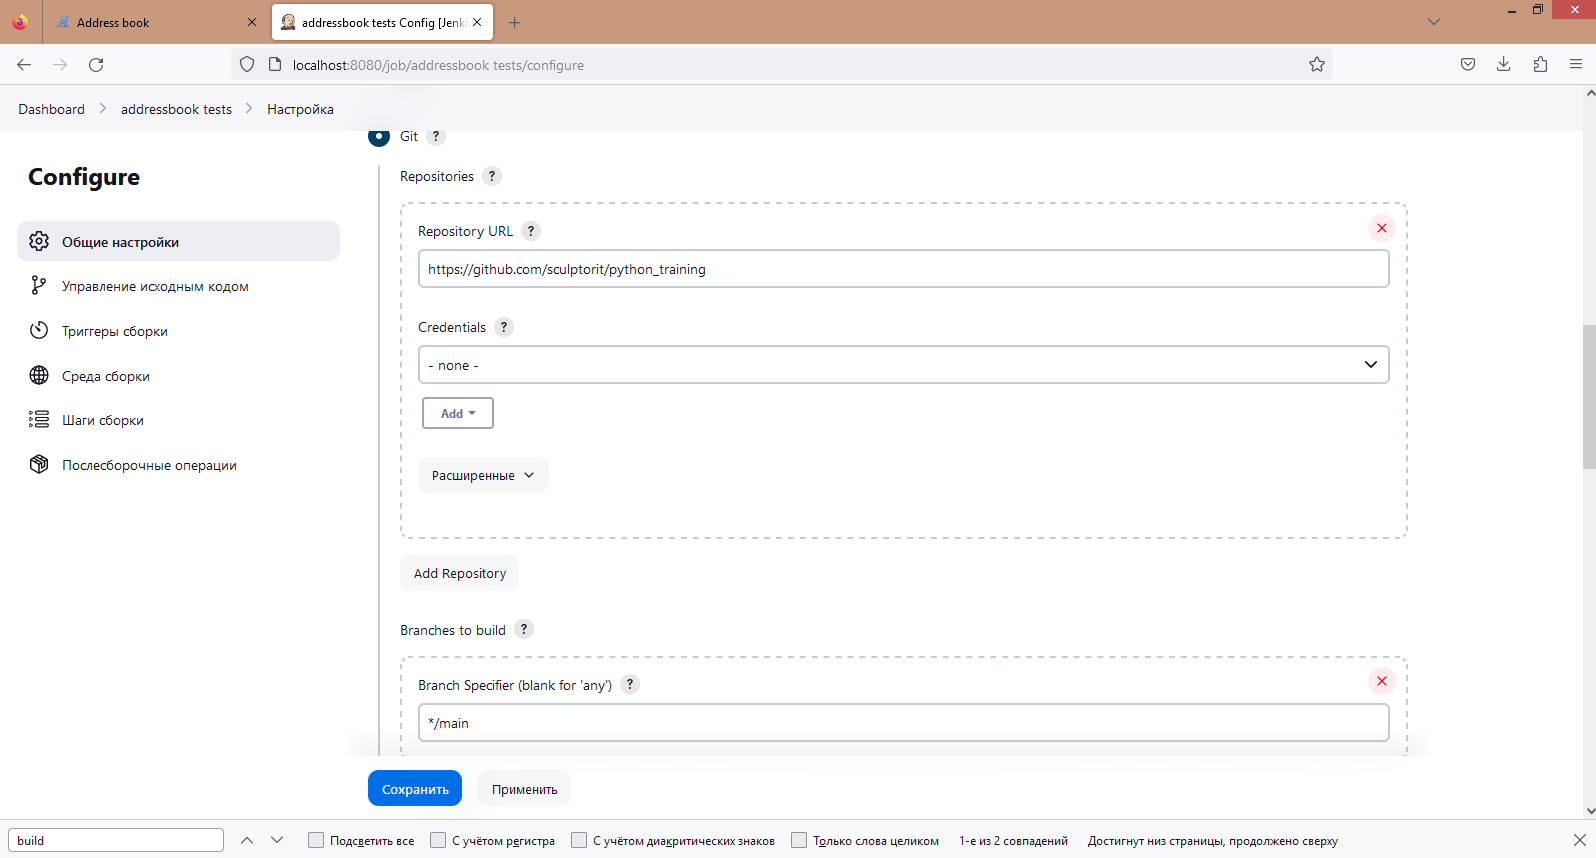 Address book
addressbook tests Config [Jenki
localhost:8080/job/addressbook tests/configure
Dashboard addressbook tests Настройка
Configure
Общие настройки
Управление исходным кодом
Триггеры сборки
Среда сборки
Шаги сборки
Послесборочные операции
Git ?
Repositories ?
Repository URL ?
https://github.com/sculptorit/python_training
Credentials ?
- none -
Add
Расширенные
Add Repository
Branches to build ?
Branch Specifier (blank for 'any') ?
*/main
Сохранить Применить
build Подсветить все С учётом регистра С учётом диакритических знаков Только слова целиком 1-е из 2 совпадений Достигнут низ страницы, продолжено сверху